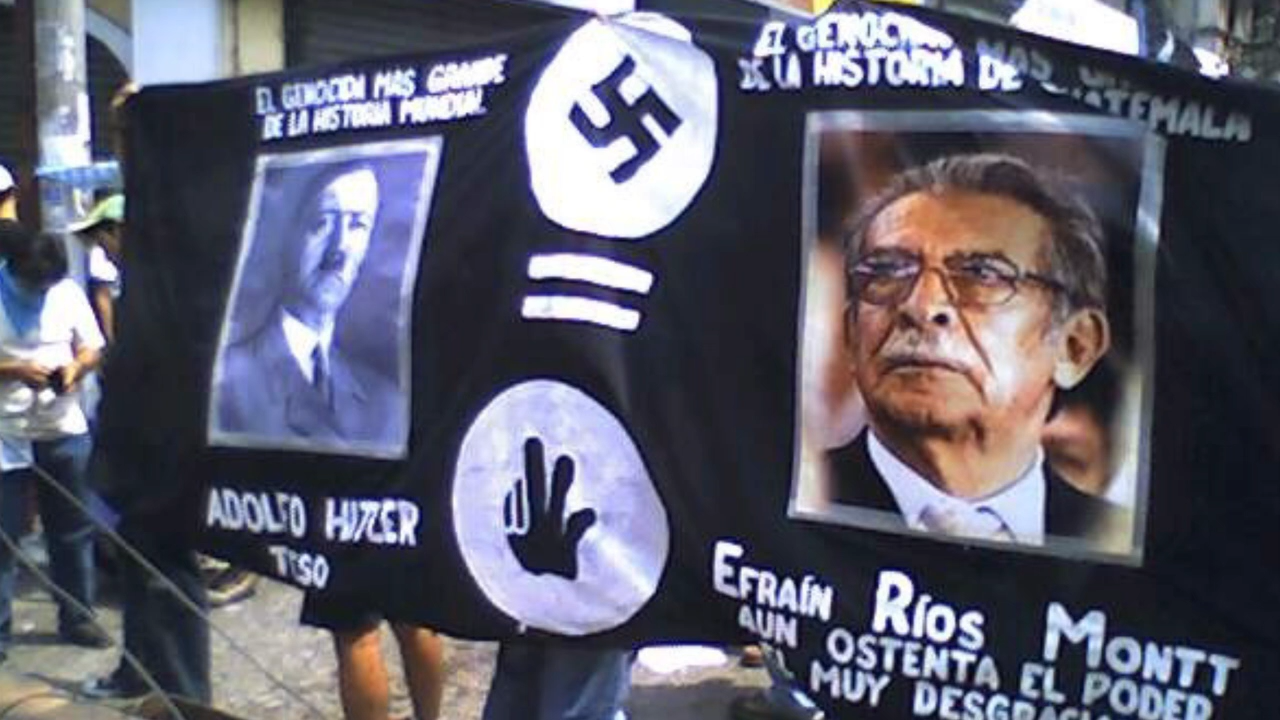 EL GENOCIDA MAS GRANDE
DE LA HISTORIA MUNDIAL
ADOLFO HITLER
EL GENOCIDA MAS
DE LA HISTORIA DE GUATEMALA
EFRAÍN RÍOS MONTT
AUN OSTENTA EL PODER
MUY